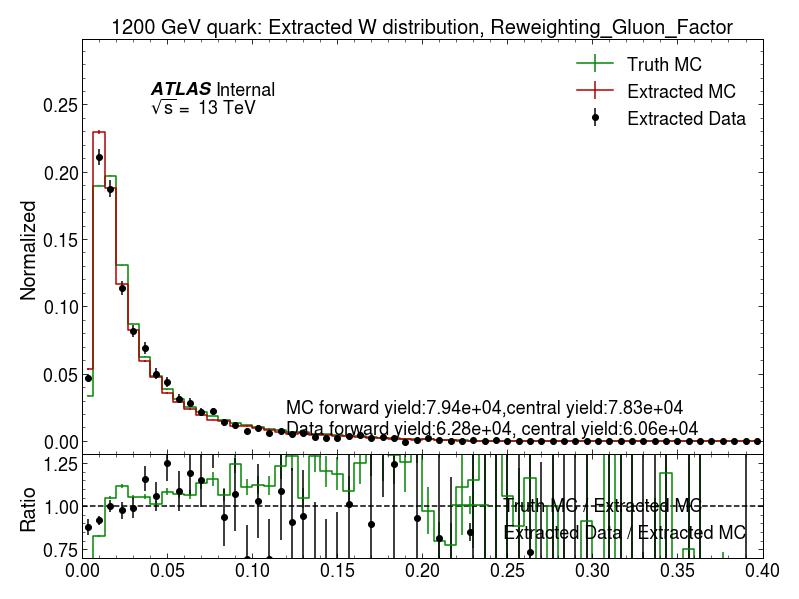 1200 GeV quark: Extracted W distribution, Reweighting_Gluon_Factor
ATLAS Internal
√s = 13 TeV
Truth MC
Extracted MC
Extracted Data
Normalized
0.25
0.20
0.15
0.10
0.05
0.00
MC forward yield:7.94e+04,central yield:7.83e+04
Data forward yield:6.28e+04, central yield:6.06e+04
Ratio
1.25
1.00
0.75
Truth MC / Extracted MC
Extracted Data / Extracted MC
0.00 0.05 0.10 0.15 0.20 0.25 0.30 0.35 0.40